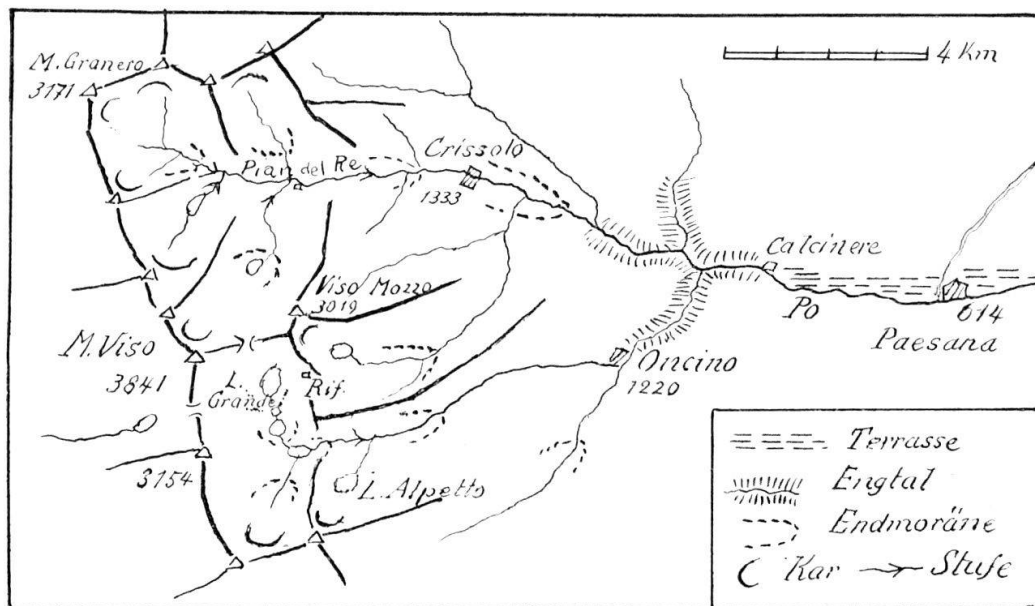 M. Granero
3171
4 Km
Pian del Re
Crissolo
1333
Calcinere
Viso Mozzo
3019
Po
614
Paesana
M. Viso
3841
L.
Grande
Rif.
Oncino
1220
3154
L. Alpetto
Terrasse
Engtal
Endmoräne
Kar
Stufe